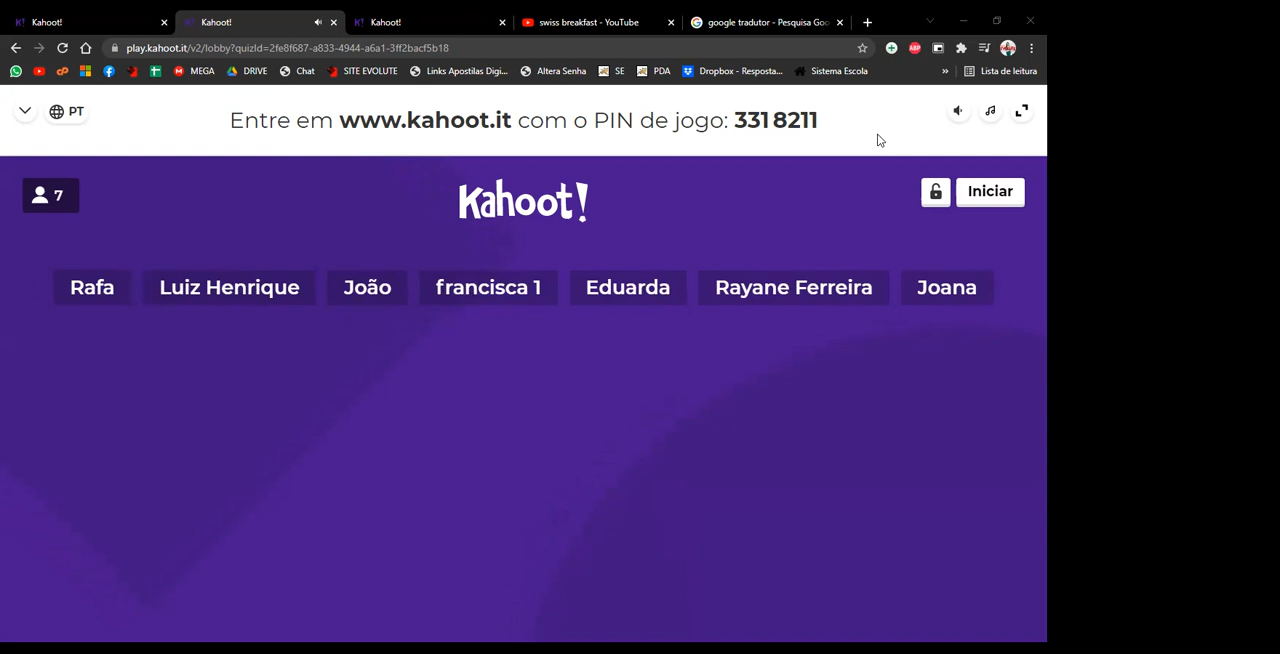 Kahoot!
Kahoot!
Kahoot!
swiss breakfast - YouTube
google tradutor - Pesquisa Goo
play.kahoot.it/v2/lobby?quizId=2fe8f687-a833-4944-a6a1-3ff2bacf5b18
ABP
MEGA
DRIVE
Chat
SITE EVOLUTE
Links Apostilas Digi...
Altera Senha
SE
PDA
Dropbox - Resposta...
Sistema Escola
»
Lista de leitura
PT
Entre em www.kahoot.it com o PIN de jogo: 331 8211
7
Kahoot!
Iniciar
Rafa
Luiz Henrique
João
francisca 1
Eduarda
Rayane Ferreira
Joana